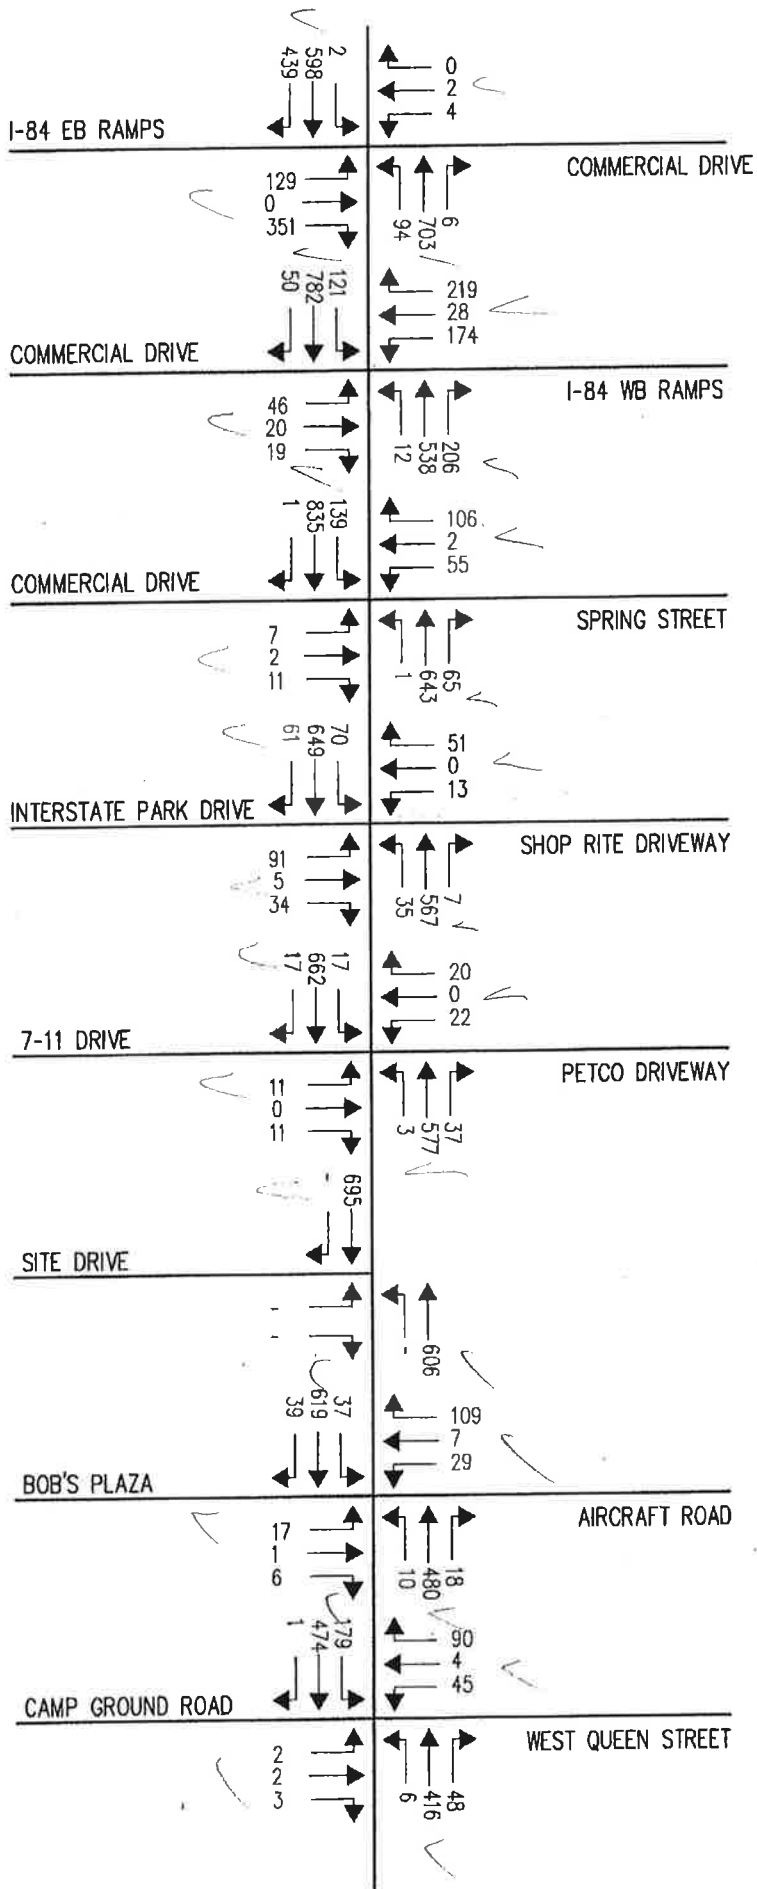 439 598 2
0
2
4
I-84 EB RAMPS
COMMERCIAL DRIVE
129
0
351
94 703 6
50 782 121
219
28
174
COMMERCIAL DRIVE
I-84 WB RAMPS
46
20
19
12 538 206
1 835 139
106
2
55
COMMERCIAL DRIVE
SPRING STREET
7
2
11
1 643 65
61 649 70
51
0
13
INTERSTATE PARK DRIVE
SHOP RITE DRIVEWAY
91
5
34
35 567 7
17 662 17
20
0
22
7-11 DRIVE
PETCO DRIVEWAY
11
0
11
3 577 37
- 695
SITE DRIVE
-
-
- 606
39 619 37
109
7
29
BOB'S PLAZA
AIRCRAFT ROAD
17
1
6
10 480 18
1 474 179
90
4
45
CAMP GROUND ROAD
WEST QUEEN STREET
2
2
3
6 416 48